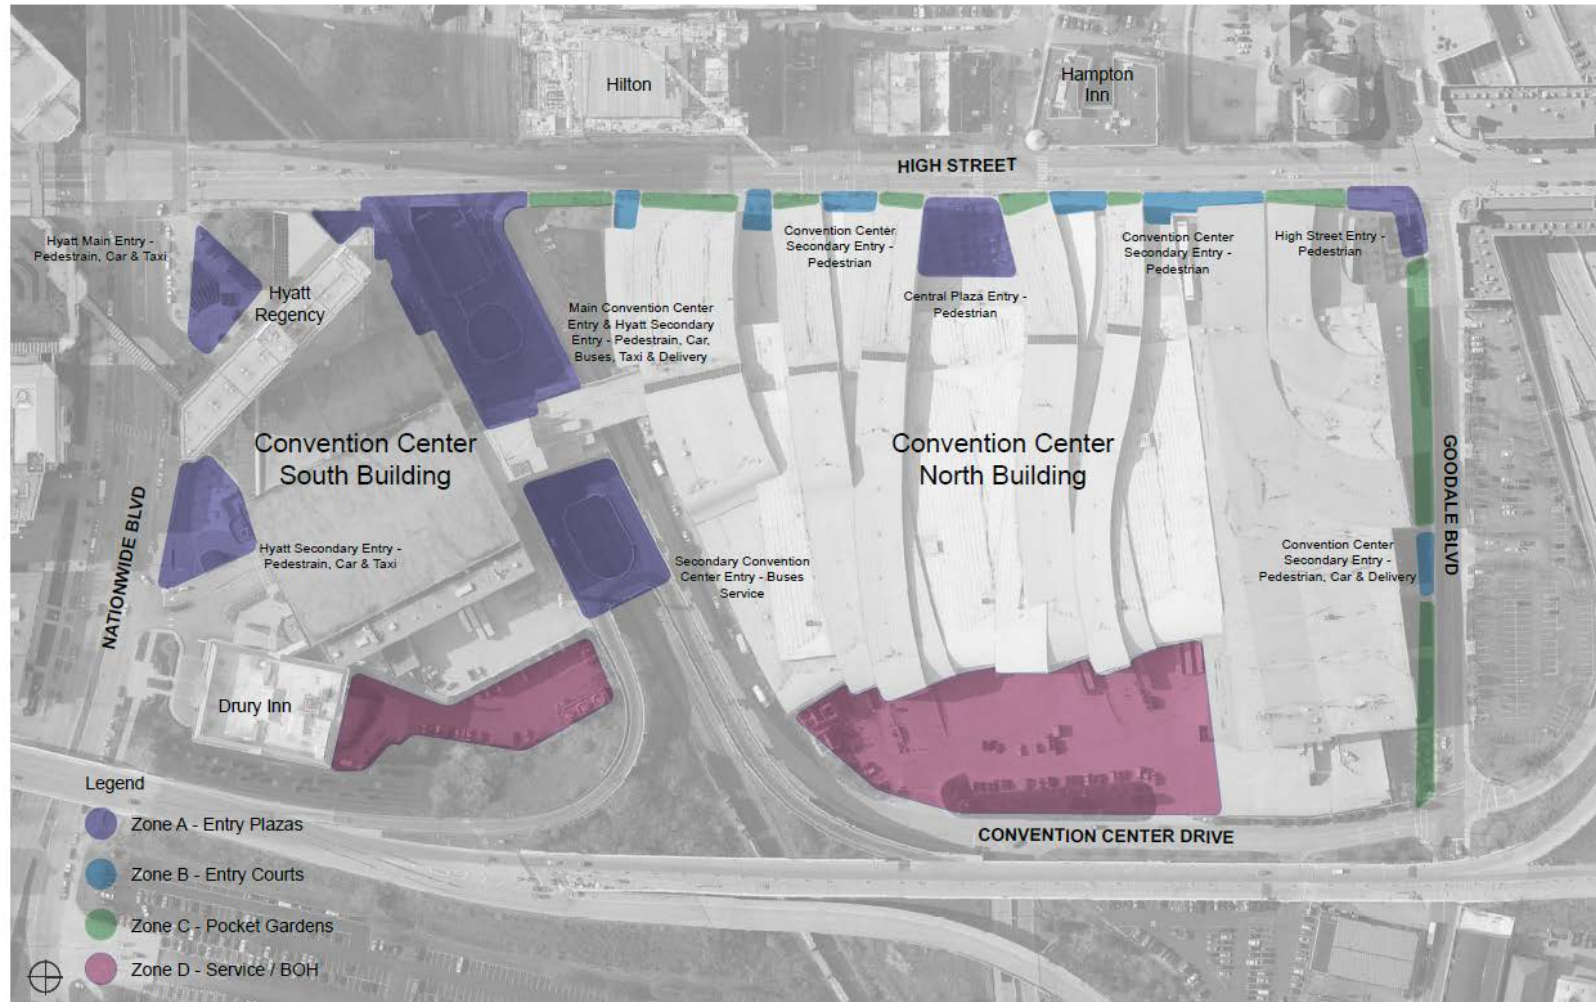 Hilton
Hampton
Inn
HIGH STREET
Hyatt Main Entry -
Pedestrain, Car & Taxi
Hyatt
Regency
Main Convention Center
Entry & Hyatt Secondary
Entry - Pedestrain, Car,
Buses, Taxi & Delivery
Convention Center
Secondary Entry -
Pedestrian
Central Plaza Entry -
Pedestrian
Convention Center
Secondary Entry -
Pedestrian
High Street Entry -
Pedestrian
Convention Center
South Building
Convention Center
North Building
GOODALE BLVD
NATIONWIDE BLVD
Hyatt Secondary Entry -
Pedestrain, Car & Taxi
Secondary Convention
Center Entry - Buses
Service
Convention Center
Secondary Entry -
Pedestrian, Car & Delivery
Drury Inn
CONVENTION CENTER DRIVE
Legend
Zone A - Entry Plazas
Zone B - Entry Courts
Zone C - Pocket Gardens
Zone D - Service / BOH